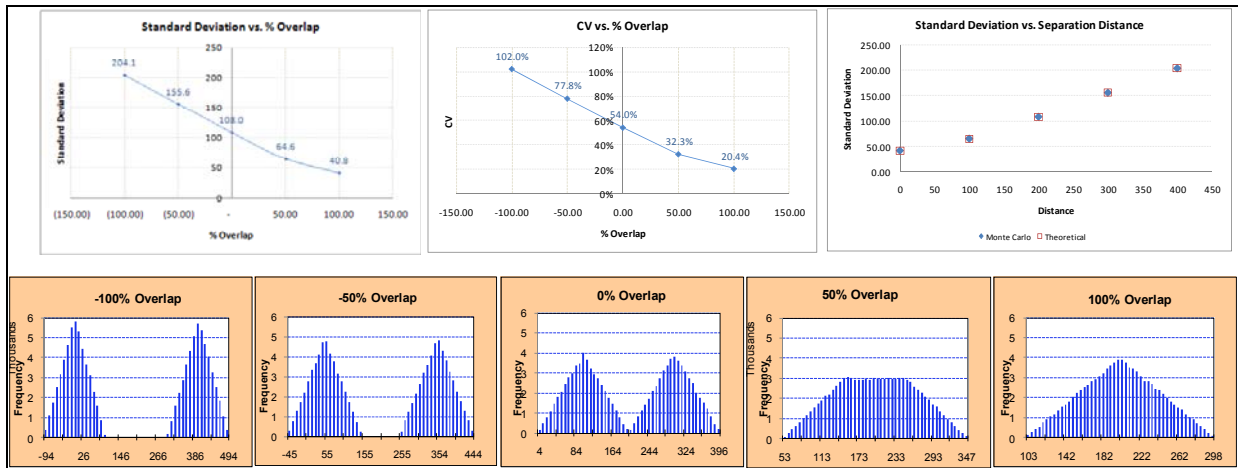 Standard Deviation vs. % Overlap
250
200
150
100
50
0
204.1
155.6
108.0
64.6
40.8
Standard Deviation
(150.00) (100.00) (50.00) - 50.00 100.00 150.00
% Overlap
CV vs. % Overlap
120%
100%
80%
60%
40%
20%
0%
102.0%
77.8%
54.0%
32.3%
20.4%
CV
-150.00 -100.00 -50.00 0.00 50.00 100.00 150.00
% Overlap
Standard Deviation vs. Separation Distance
250.00
200.00
150.00
100.00
50.00
0.00
Standard Deviation
0 50 100 150 200 250 300 350 400 450
Distance
Monte Carlo Theoretical
-100% Overlap
Thousands
Frequency
6
5
4
3
2
1
0
-94 26 146 266 386 494
-50% Overlap
Frequency
6
5
4
3
2
1
0
-45 55 155 255 354 444
0% Overlap
Frequency
6
5
4
3
2
1
0
4 84 164 244 324 396
50% Overlap
Thousands
Frequency
6
5
4
3
2
1
0
53 113 173 233 293 347
100% Overlap
Frequency
6
5
4
3
2
1
0
103 142 182 222 262 298